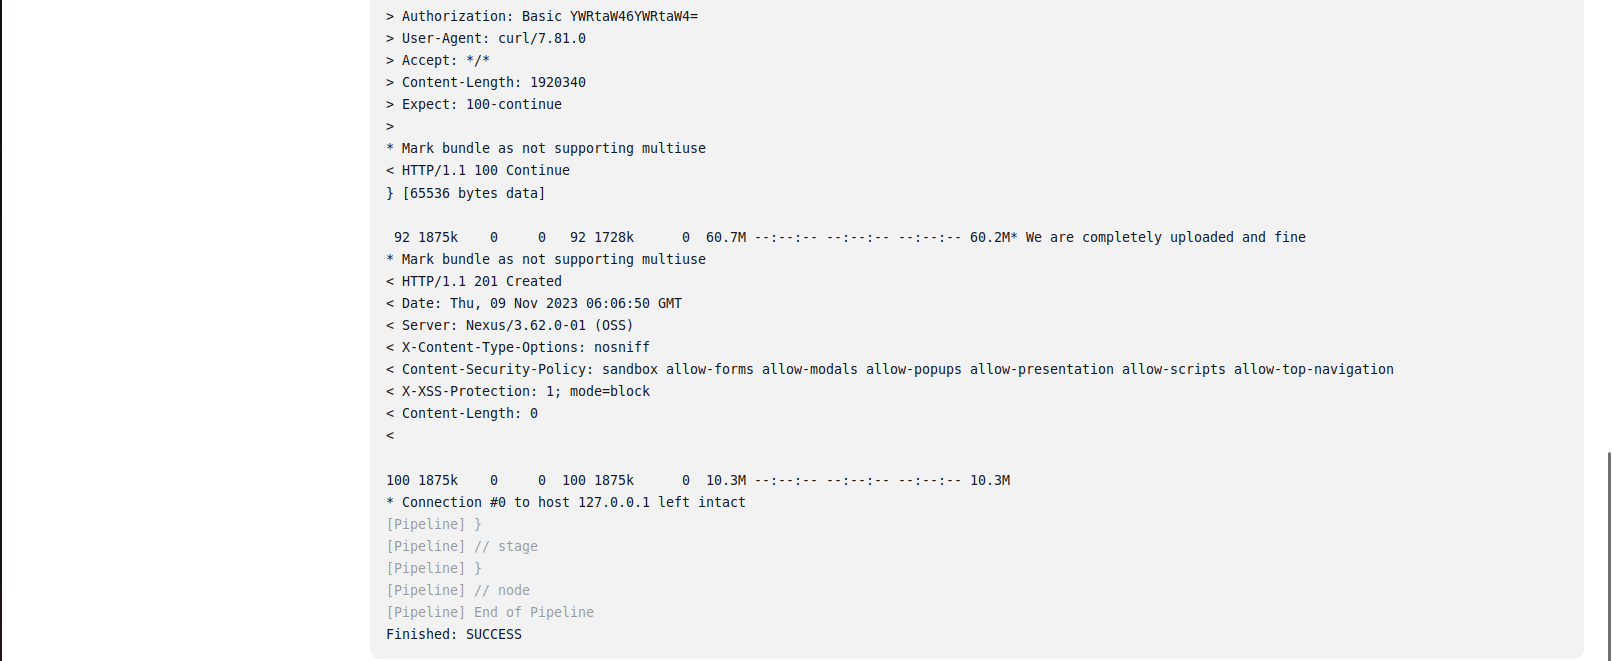 > Authorization: Basic YWRtaW46YWRtaW4=
> User-Agent: curl/7.81.0
> Accept: */*
> Content-Length: 1920340
> Expect: 100-continue
>
* Mark bundle as not supporting multiuse
< HTTP/1.1 100 Continue
} [65536 bytes data]
 92 1875k    0     0   92 1728k      0  60.7M --:--:-- --:--:-- --:--:-- 60.2M* We are completely uploaded and fine
* Mark bundle as not supporting multiuse
< HTTP/1.1 201 Created
< Date: Thu, 09 Nov 2023 06:06:50 GMT
< Server: Nexus/3.62.0-01 (OSS)
< X-Content-Type-Options: nosniff
< Content-Security-Policy: sandbox allow-forms allow-modals allow-popups allow-presentation allow-scripts allow-top-navigation
< X-XSS-Protection: 1; mode=block
< Content-Length: 0
<
100 1875k    0     0  100 1875k      0  10.3M --:--:-- --:--:-- --:--:-- 10.3M
* Connection #0 to host 127.0.0.1 left intact
[Pipeline] }
[Pipeline] // stage
[Pipeline] }
[Pipeline] // node
[Pipeline] End of Pipeline
Finished: SUCCESS